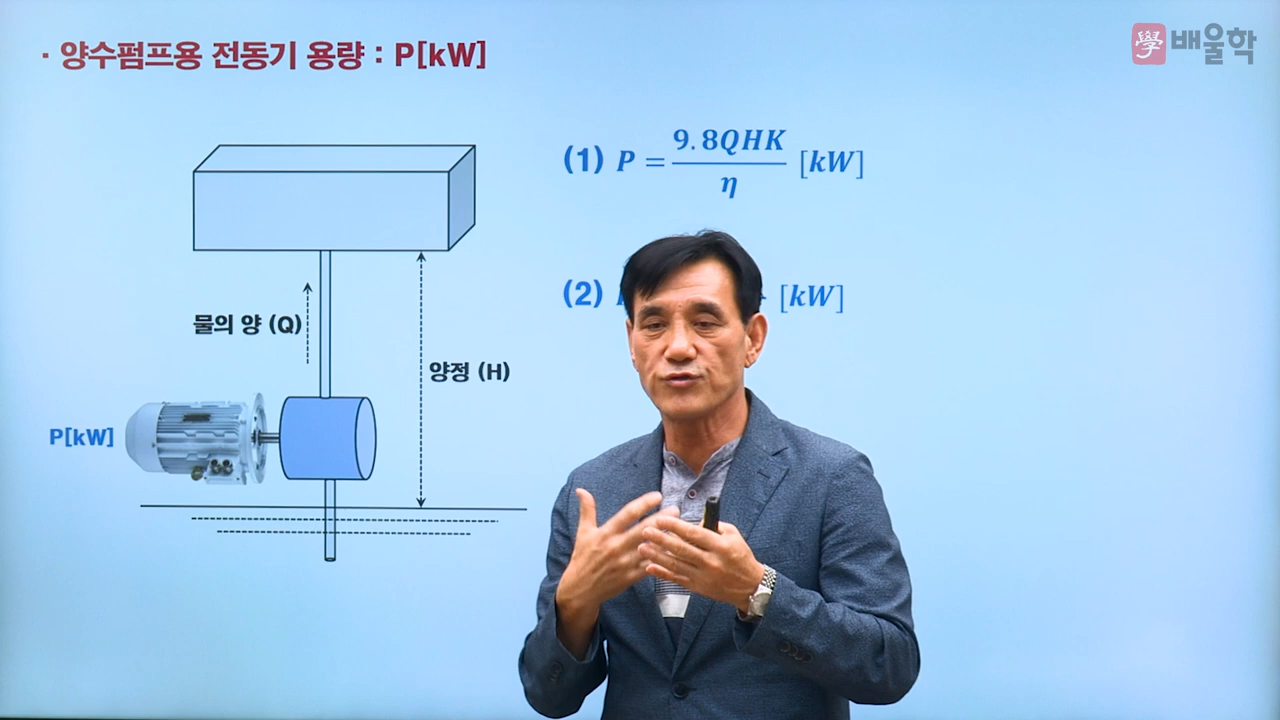 · 양수펌프용 전동기 용량 : P[kW]
學 배울학
(1) P = 9.8QHK / η [kW]
(2) [kW]
물의 양 (Q)
양정 (H)
P[kW]